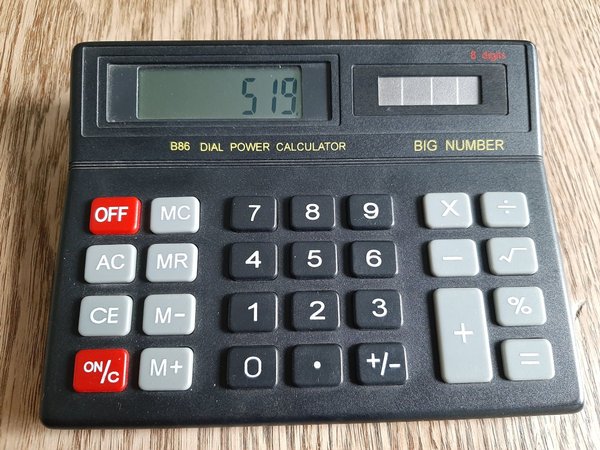 8 digits
519
B86 DIAL POWER CALCULATOR BIG NUMBER
OFF MC 7 8 9 X ÷
AC MR 4 5 6 − √
CE M− 1 2 3 + %
ON/C M+ 0 · +/− =